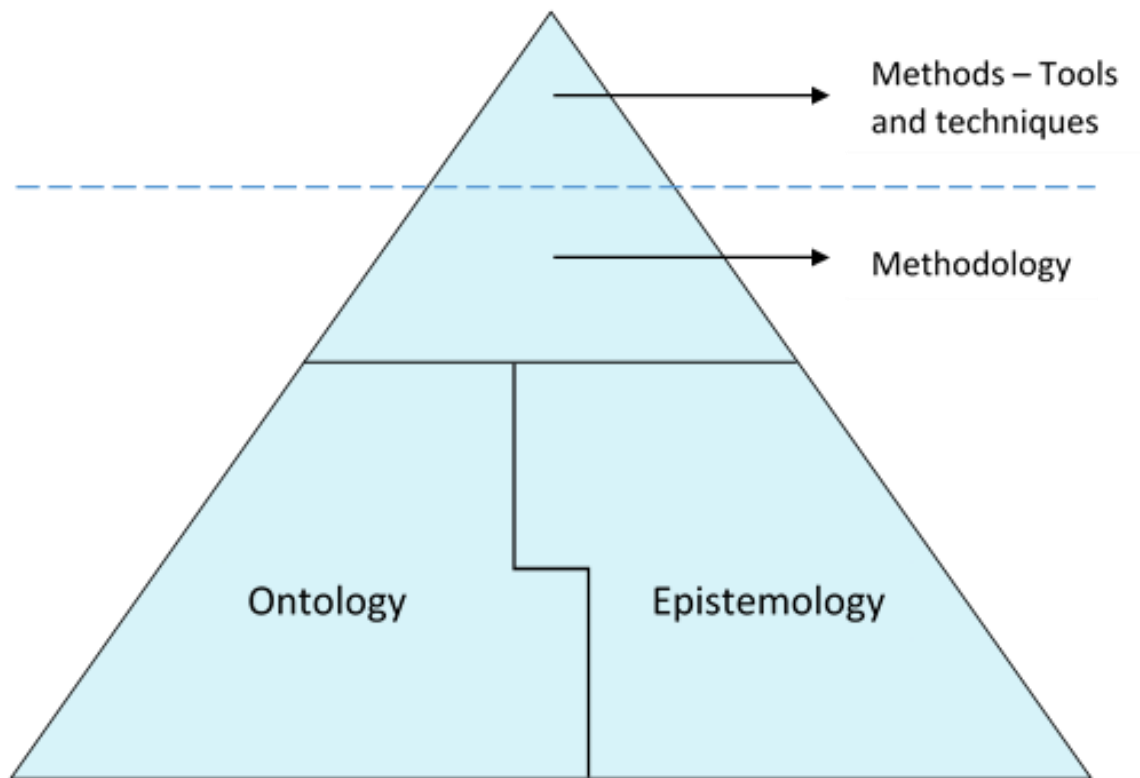 Methods – Tools
and techniques
Methodology
Ontology
Epistemology